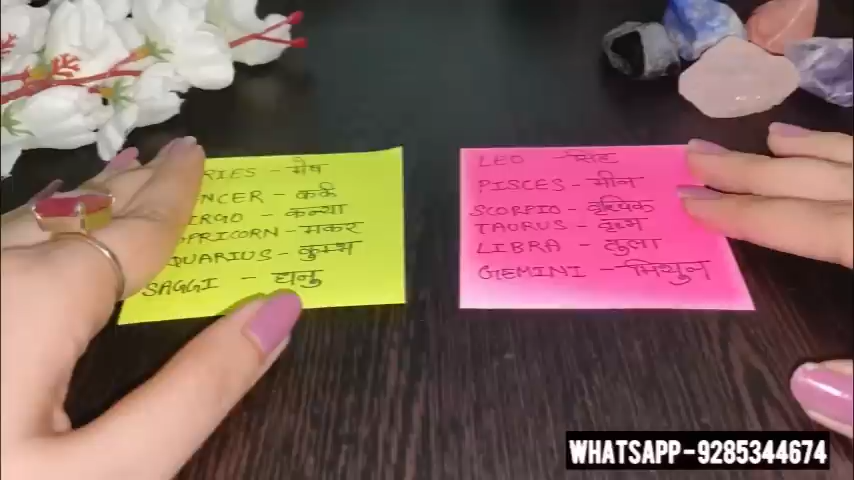 RIES - मेष
NCER - कर्क
IRGO - कन्या
PRICORN - मकर
QUARIUS - कुम्भ
SAGGI - धनु
LEO - सिंह
PISCES - मीन
SCORPIO - वृश्चिक
TAURUS - वृषभ
LIBRA - तुला
GEMINI - मिथुन
WHATSAPP-9285344674